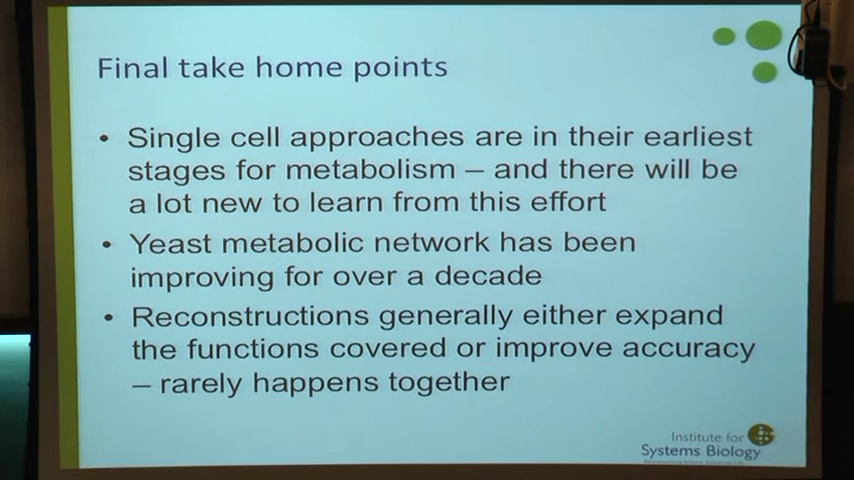 Final take home points
• Single cell approaches are in their earliest
stages for metabolism – and there will be
a lot new to learn from this effort
• Yeast metabolic network has been
improving for over a decade
• Reconstructions generally either expand
the functions covered or improve accuracy
– rarely happens together
Institute for
Systems Biology